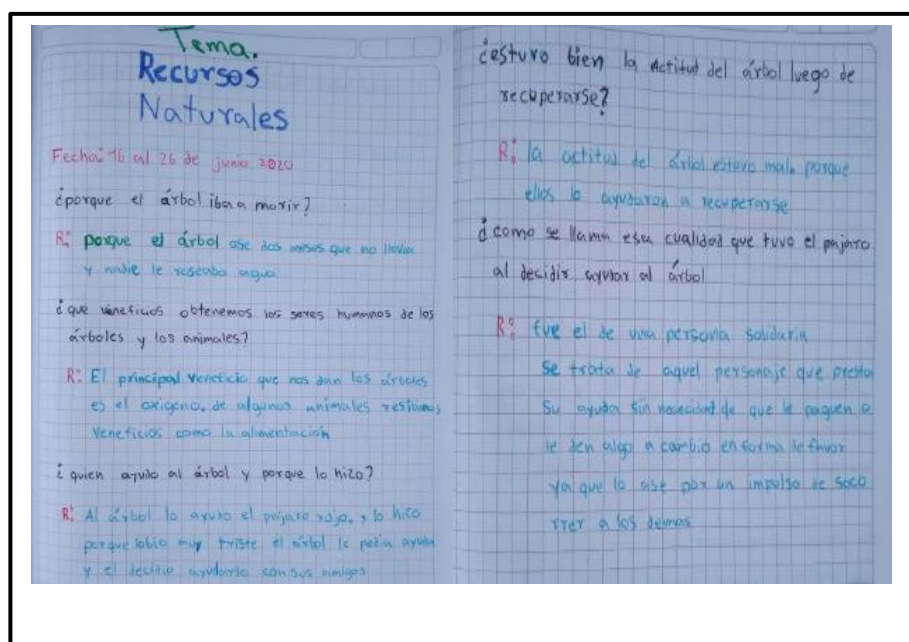 Tema.
Recursos
Naturales
Fecha: 16 al 26 de junio 2020
¿porque el árbol iba a morir?
R: porque el árbol ase dos meses que no llovia
y nadie le regaba agua
¿que veneficios obtenemos los seres humanos de los
árboles y los animales?
R: El principal veneficio que nos dan los árboles
es el oxigeno, de algunos animales resibimos
veneficios como la alimentación
¿quien ayudo al árbol y porque lo hizo?
R: Al árbol lo ayudo el pajaro rojo, y lo hizo
porque lo vio muy triste el árbol le pedia ayuda
y el decidio ayudarlo con sus amigos
¿estuvo bien la actitud del árbol luego de
recuperarse?
R: la actitud del árbol estuvo mala porque
ellos lo ayudaron a recuperarse
¿como se llama esa cualidad que tuvo el pajaro
al decidir ayudar al árbol
R: fue el de una persona solidaria
se trata de aquel personaje que presta
su ayuda sin nececidad de que le paguen o
le den algo a cambio en forma de favor
ya que lo ase por un impulso de soco
rrer a los demas